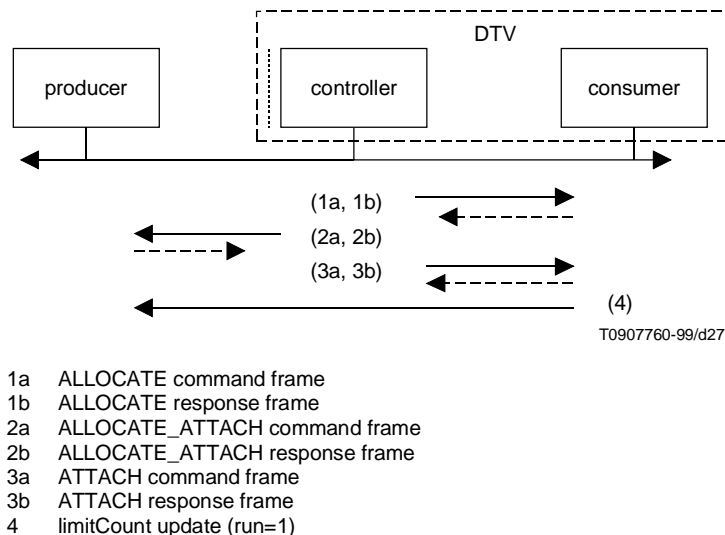 DTV
producer controller consumer
(1a, 1b)
(2a, 2b)
(3a, 3b)
(4)
T0907760-99/d27
1a ALLOCATE command frame
1b ALLOCATE response frame
2a ALLOCATE_ATTACH command frame
2b ALLOCATE_ATTACH response frame
3a ATTACH command frame
3b ATTACH response frame
4 limitCount update (run=1)